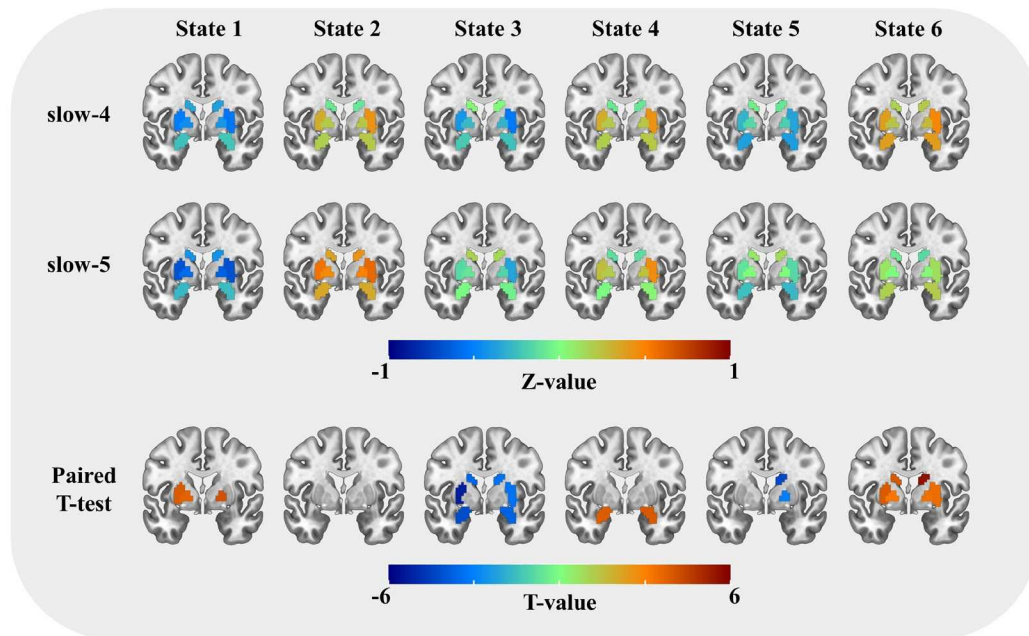 State 1 State 2 State 3 State 4 State 5 State 6
slow-4
slow-5
-1 1
Z-value
Paired
T-test
-6 6
T-value